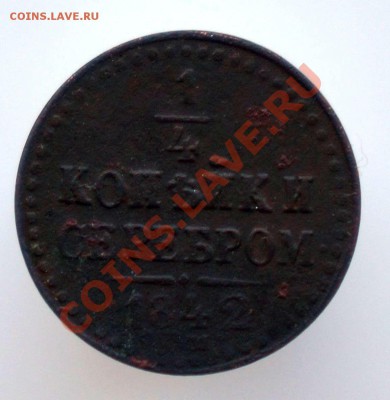 COINS.LAVE.RU
1
4
КОПѢЙКИ
СЕРЕБРОМ
1842
COINS.LAVE.RU